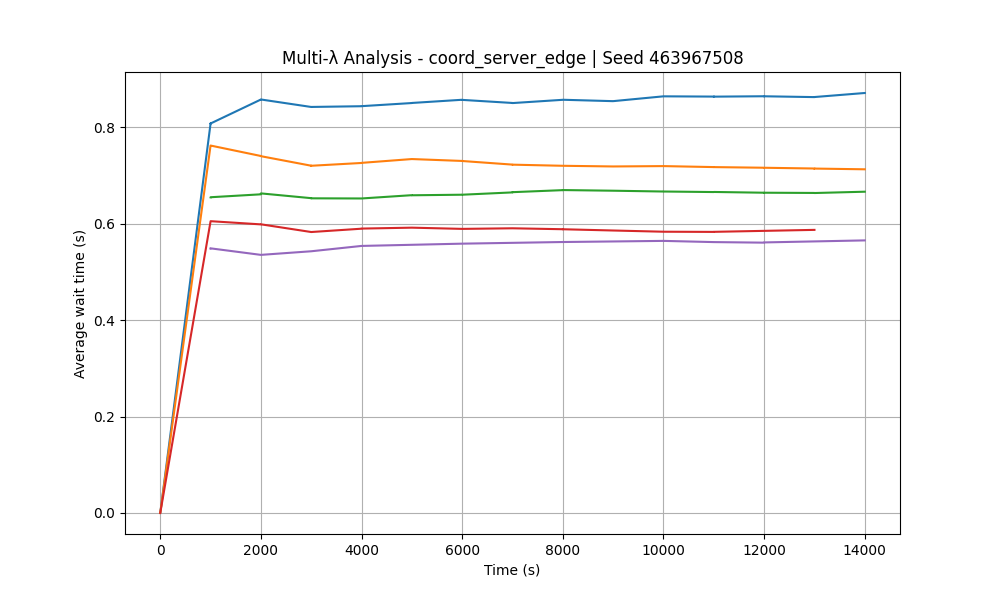 Multi-λ Analysis - coord_server_edge | Seed 463967508
Average wait time (s)
0.8
0.6
0.4
0.2
0.0
0 2000 4000 6000 8000 10000 12000 14000
Time (s)